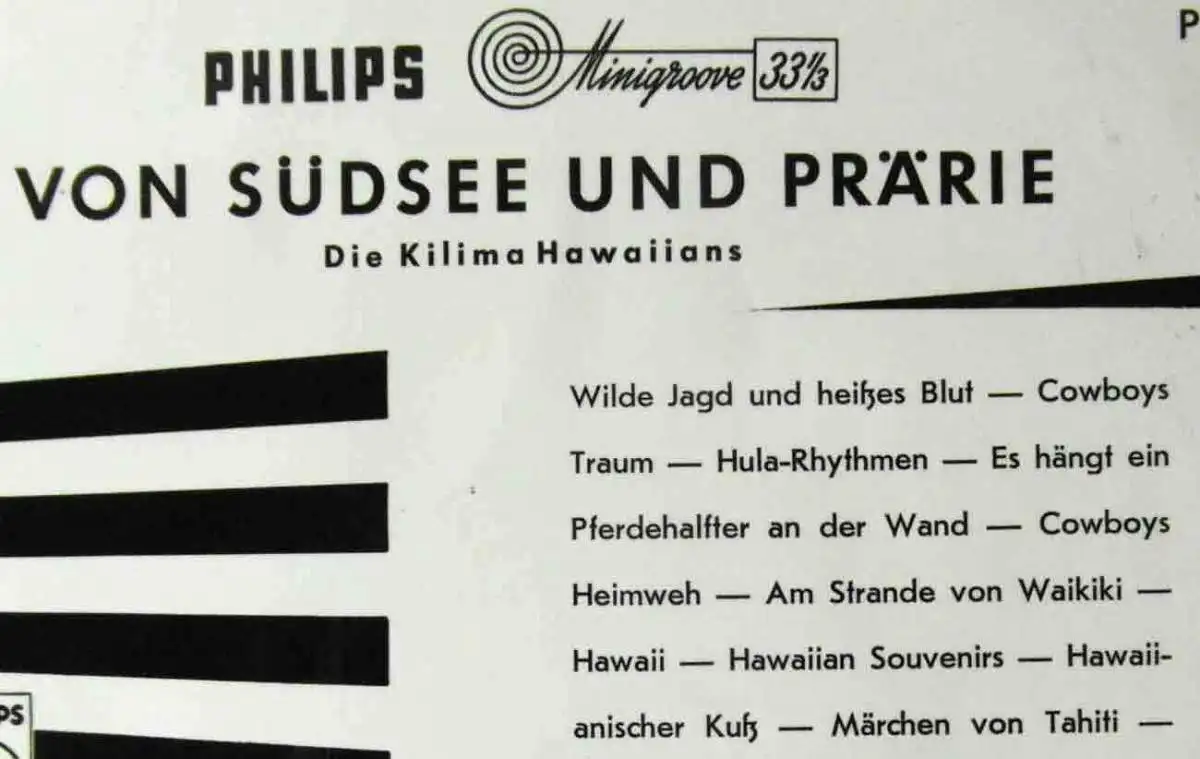 P
PHILIPS Minigroove 33⅓
VON SÜDSEE UND PRÄRIE
Die Kilima Hawaiians
Wilde Jagd und heißes Blut — Cowboys
Traum — Hula-Rhythmen — Es hängt ein
Pferdehalfter an der Wand — Cowboys
Heimweh — Am Strande von Waikiki —
Hawaii — Hawaiian Souvenirs — Hawaii-
anischer Kuß — Märchen von Tahiti —
PS